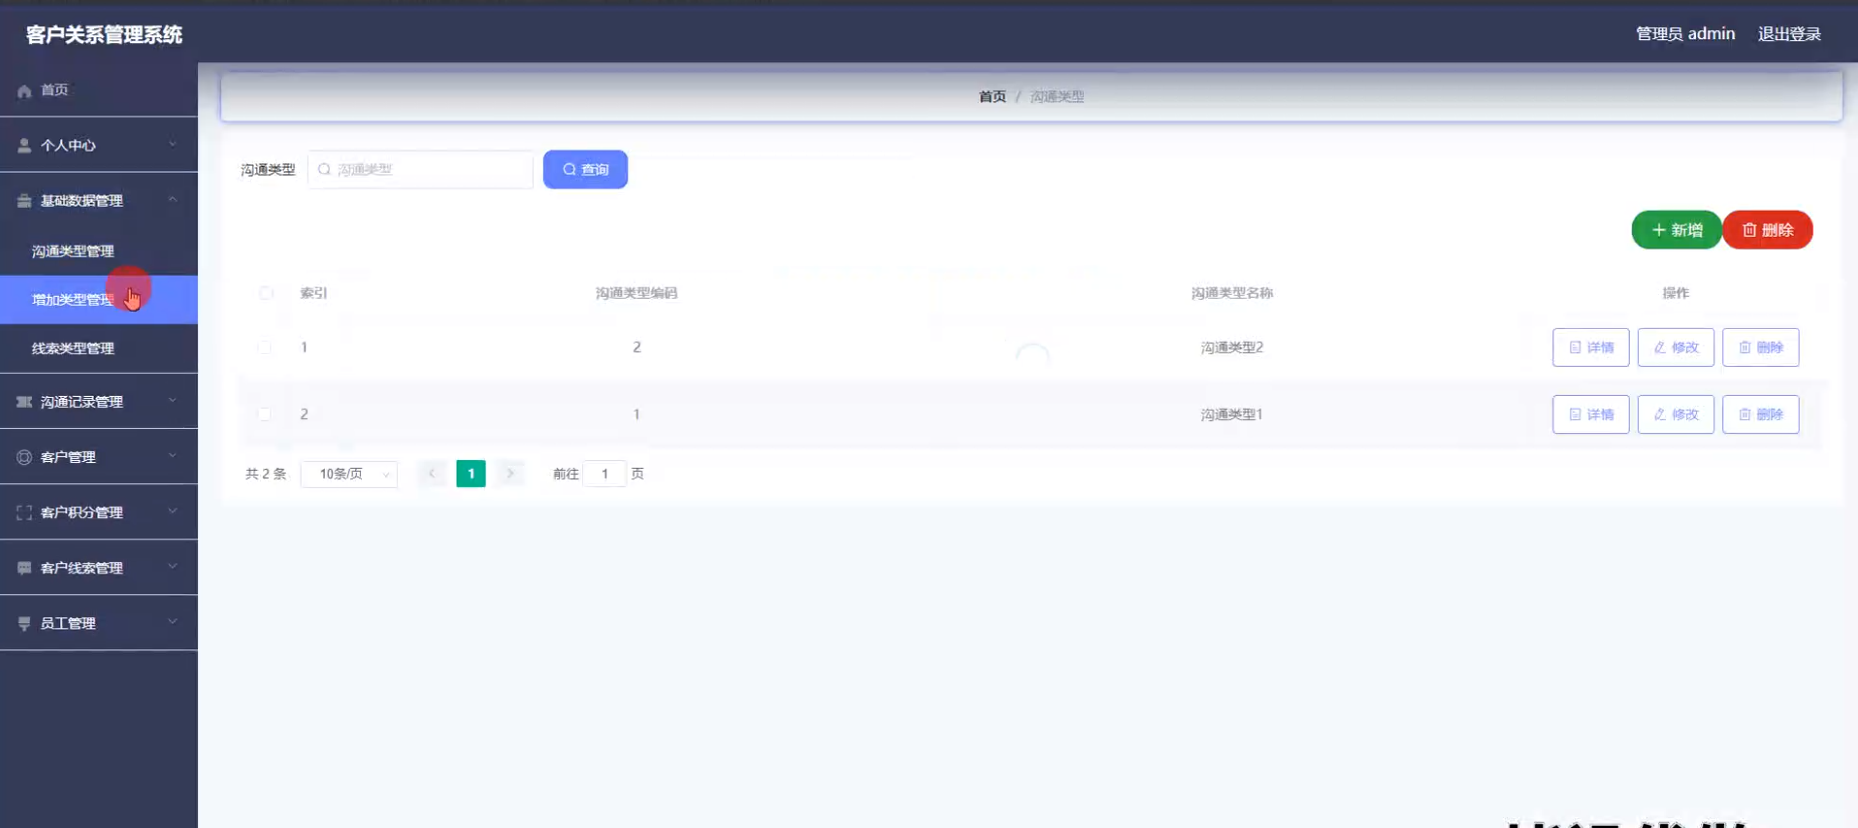 客户关系管理系统
管理员 admin 退出登录
首页
个人中心
基础数据管理
沟通类型管理
增加类型管理
线索类型管理
沟通记录管理
客户管理
客户积分管理
客户线索管理
员工管理
首页 / 沟通类型
沟通类型 沟通类型 查询
新增 删除
索引 沟通类型编码 沟通类型名称 操作
1 2 沟通类型2 详情 修改 删除
2 1 沟通类型1 详情 修改 删除
共 2 条 10条/页 1 前往 1 页